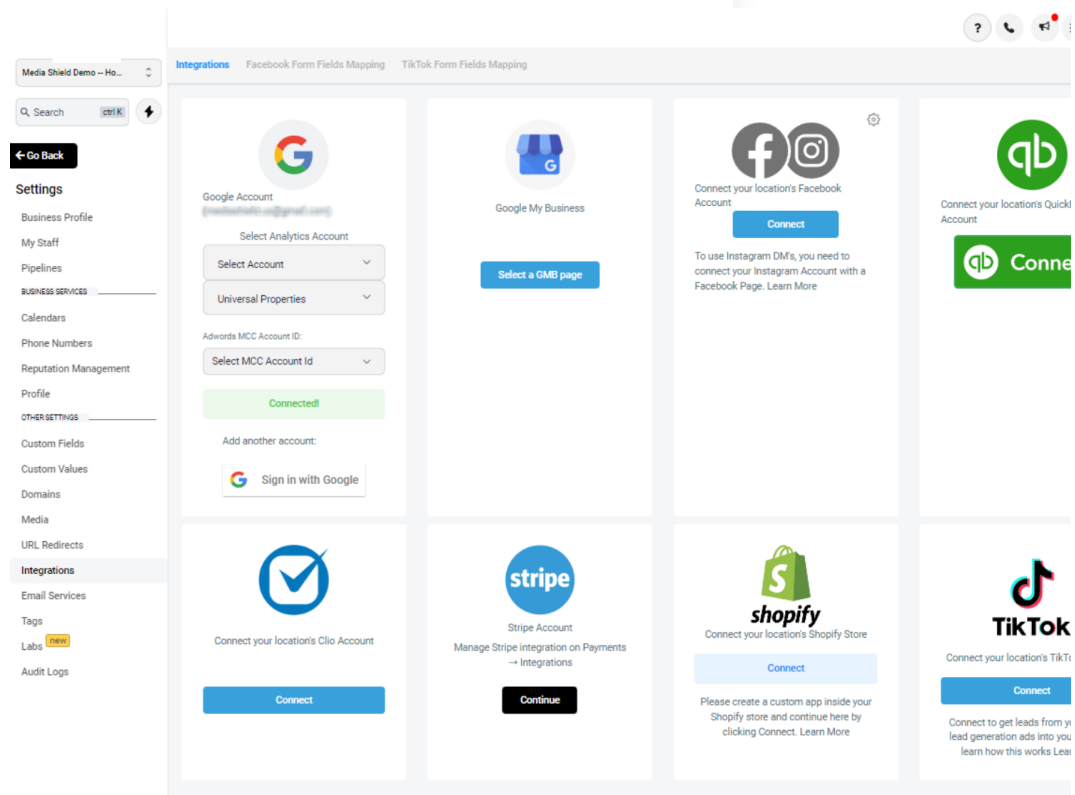 ?
Media Shield Demo -- Ho...
Search
ctrl K
Go Back
Settings
Business Profile
My Staff
Pipelines
BUSINESS SERVICES
Calendars
Phone Numbers
Reputation Management
Profile
OTHER SETTINGS
Custom Fields
Custom Values
Domains
Media
URL Redirects
Integrations
Email Services
Tags
Labs new
Audit Logs
Integrations
Facebook Form Fields Mapping
TikTok Form Fields Mapping
G
Google Account
Select Analytics Account
Select Account
Universal Properties
Adwords MCC Account ID:
Select MCC Account Id
Connected!
Add another account:
G Sign in with Google
G
Google My Business
Select a GMB page
f
Connect your location's Facebook
Account
Connect
To use Instagram DM's, you need to
connect your Instagram Account with a
Facebook Page. Learn More
qb
Connect your location's Quick
Account
qb Conne
Connect your location's Clio Account
Connect
stripe
Stripe Account
Manage Stripe integration on Payments
→ Integrations
Continue
S
shopify
Connect your location's Shopify Store
Connect
Please create a custom app inside your
Shopify store and continue here by
clicking Connect. Learn More
TikTok
Connect your location's TikTo
Connect
Connect to get leads from y
lead generation ads into you
learn how this works Lea